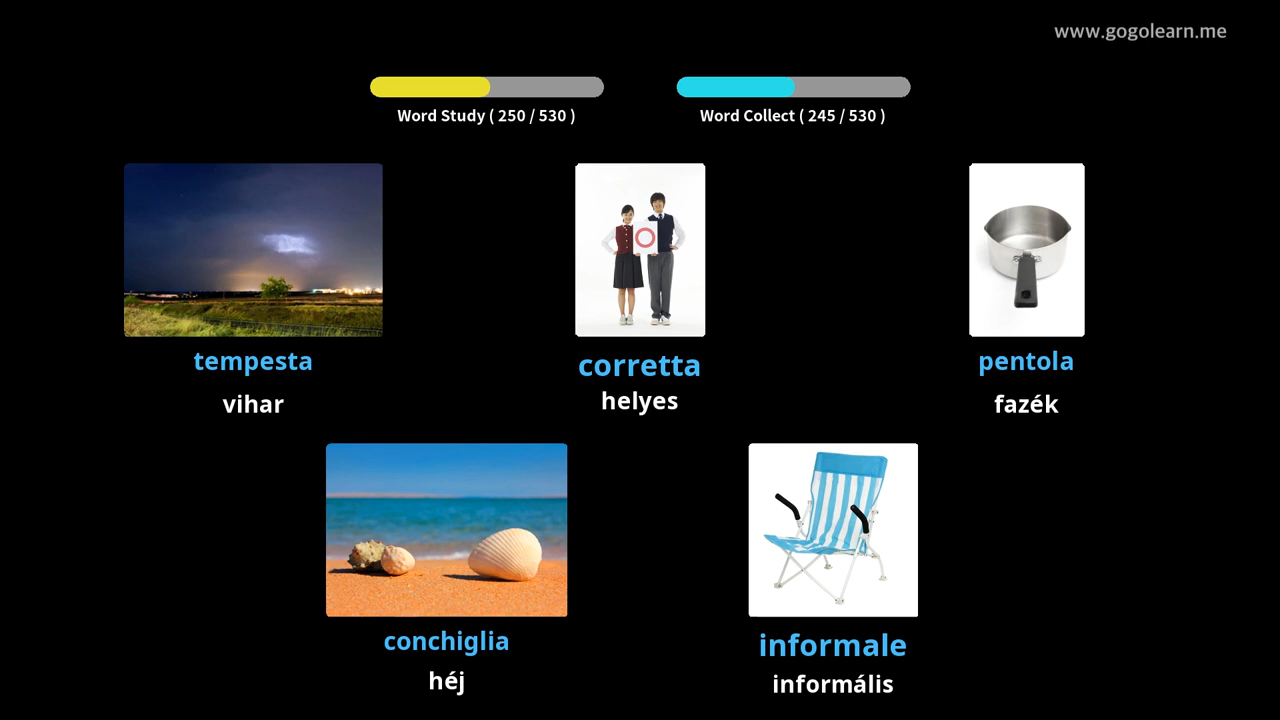 www.gogolearn.me
Word Study ( 250 / 530 )
Word Collect ( 245 / 530 )
tempesta
vihar
corretta
helyes
pentola
fazék
conchiglia
héj
informale
informális